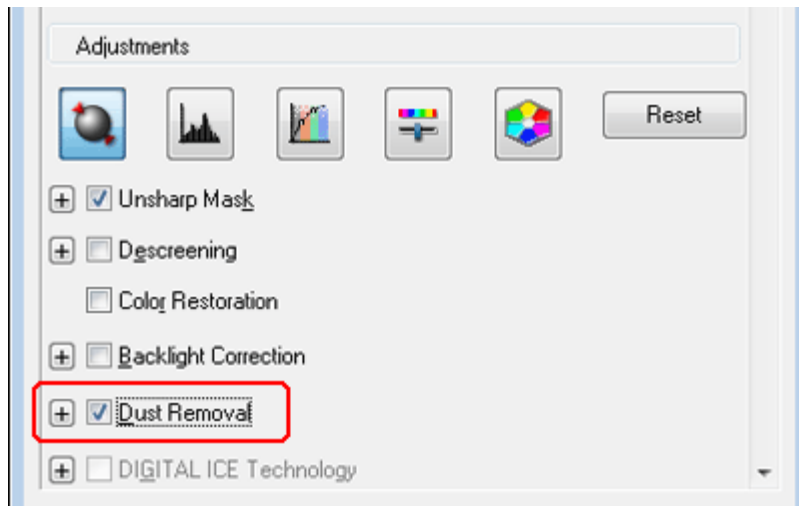 Adjustments
Reset
Unsharp Mask
Descreening
Color Restoration
Backlight Correction
Dust Removal
DIGITAL ICE Technology